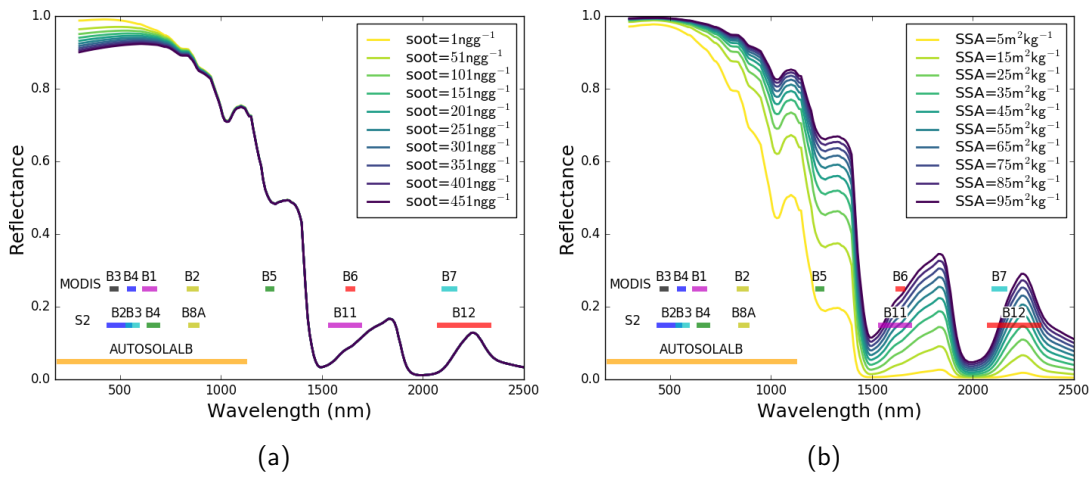 1.0
0.8
0.6
0.4
0.2
0.0
Reflectance
500 1000 1500 2000 2500
Wavelength (nm)
soot=1ngg⁻¹
soot=51ngg⁻¹
soot=101ngg⁻¹
soot=151ngg⁻¹
soot=201ngg⁻¹
soot=251ngg⁻¹
soot=301ngg⁻¹
soot=351ngg⁻¹
soot=401ngg⁻¹
soot=451ngg⁻¹
B3 B4 B1 B2 B5 B6 B7
MODIS
S2 B2 B3 B4 B8A B11 B12
AUTOSOLALB
(a)
1.0
0.8
0.6
0.4
0.2
0.0
Reflectance
500 1000 1500 2000 2500
Wavelength (nm)
SSA=5m²kg⁻¹
SSA=15m²kg⁻¹
SSA=25m²kg⁻¹
SSA=35m²kg⁻¹
SSA=45m²kg⁻¹
SSA=55m²kg⁻¹
SSA=65m²kg⁻¹
SSA=75m²kg⁻¹
SSA=85m²kg⁻¹
SSA=95m²kg⁻¹
B3 B4 B1 B2 B5 B6 B7
MODIS
S2 B2 B3 B4 B8A B11 B12
AUTOSOLALB
(b)